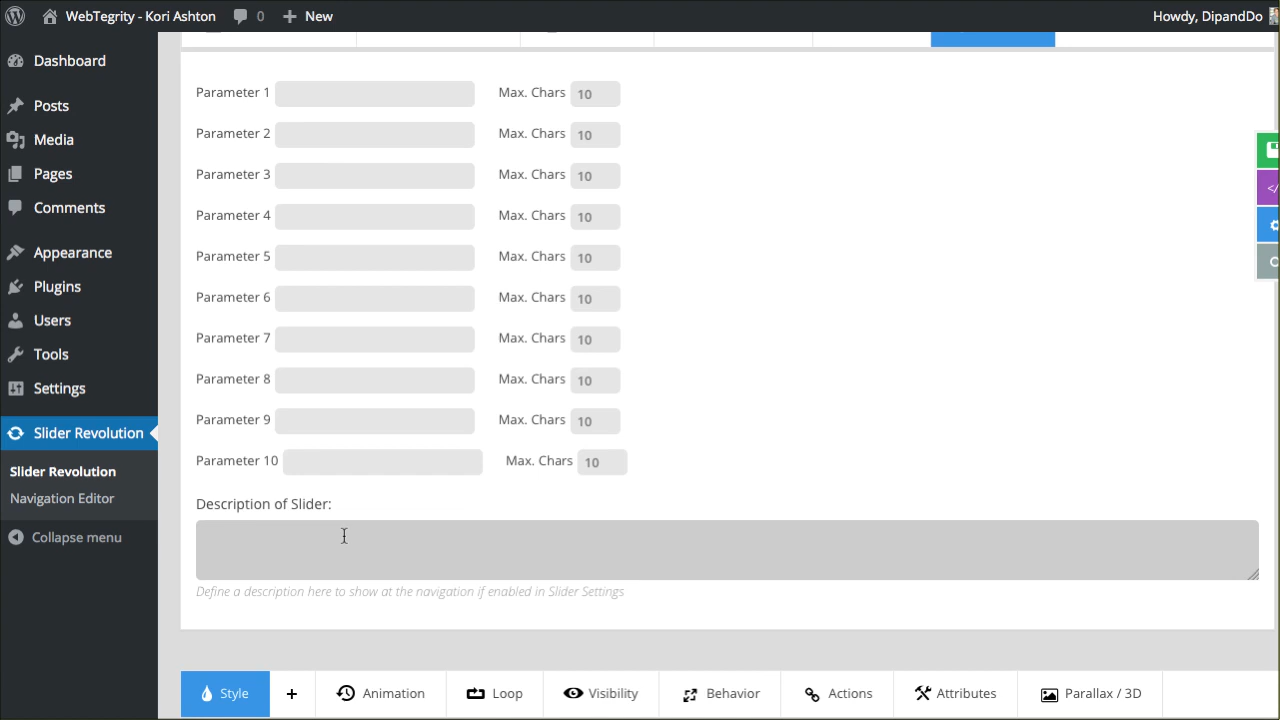 WebTegrity - Kori Ashton 0 New Howdy, DipandDo
Dashboard
Posts
Media
Pages
Comments
Appearance
Plugins
Users
Tools
Settings
Slider Revolution
Slider Revolution
Navigation Editor
Collapse menu
Parameter 1 Max. Chars 10
Parameter 2 Max. Chars 10
Parameter 3 Max. Chars 10
Parameter 4 Max. Chars 10
Parameter 5 Max. Chars 10
Parameter 6 Max. Chars 10
Parameter 7 Max. Chars 10
Parameter 8 Max. Chars 10
Parameter 9 Max. Chars 10
Parameter 10 Max. Chars 10
Description of Slider:
Define a description here to show at the navigation if enabled in Slider Settings
Style + Animation Loop Visibility Behavior Actions Attributes Parallax / 3D